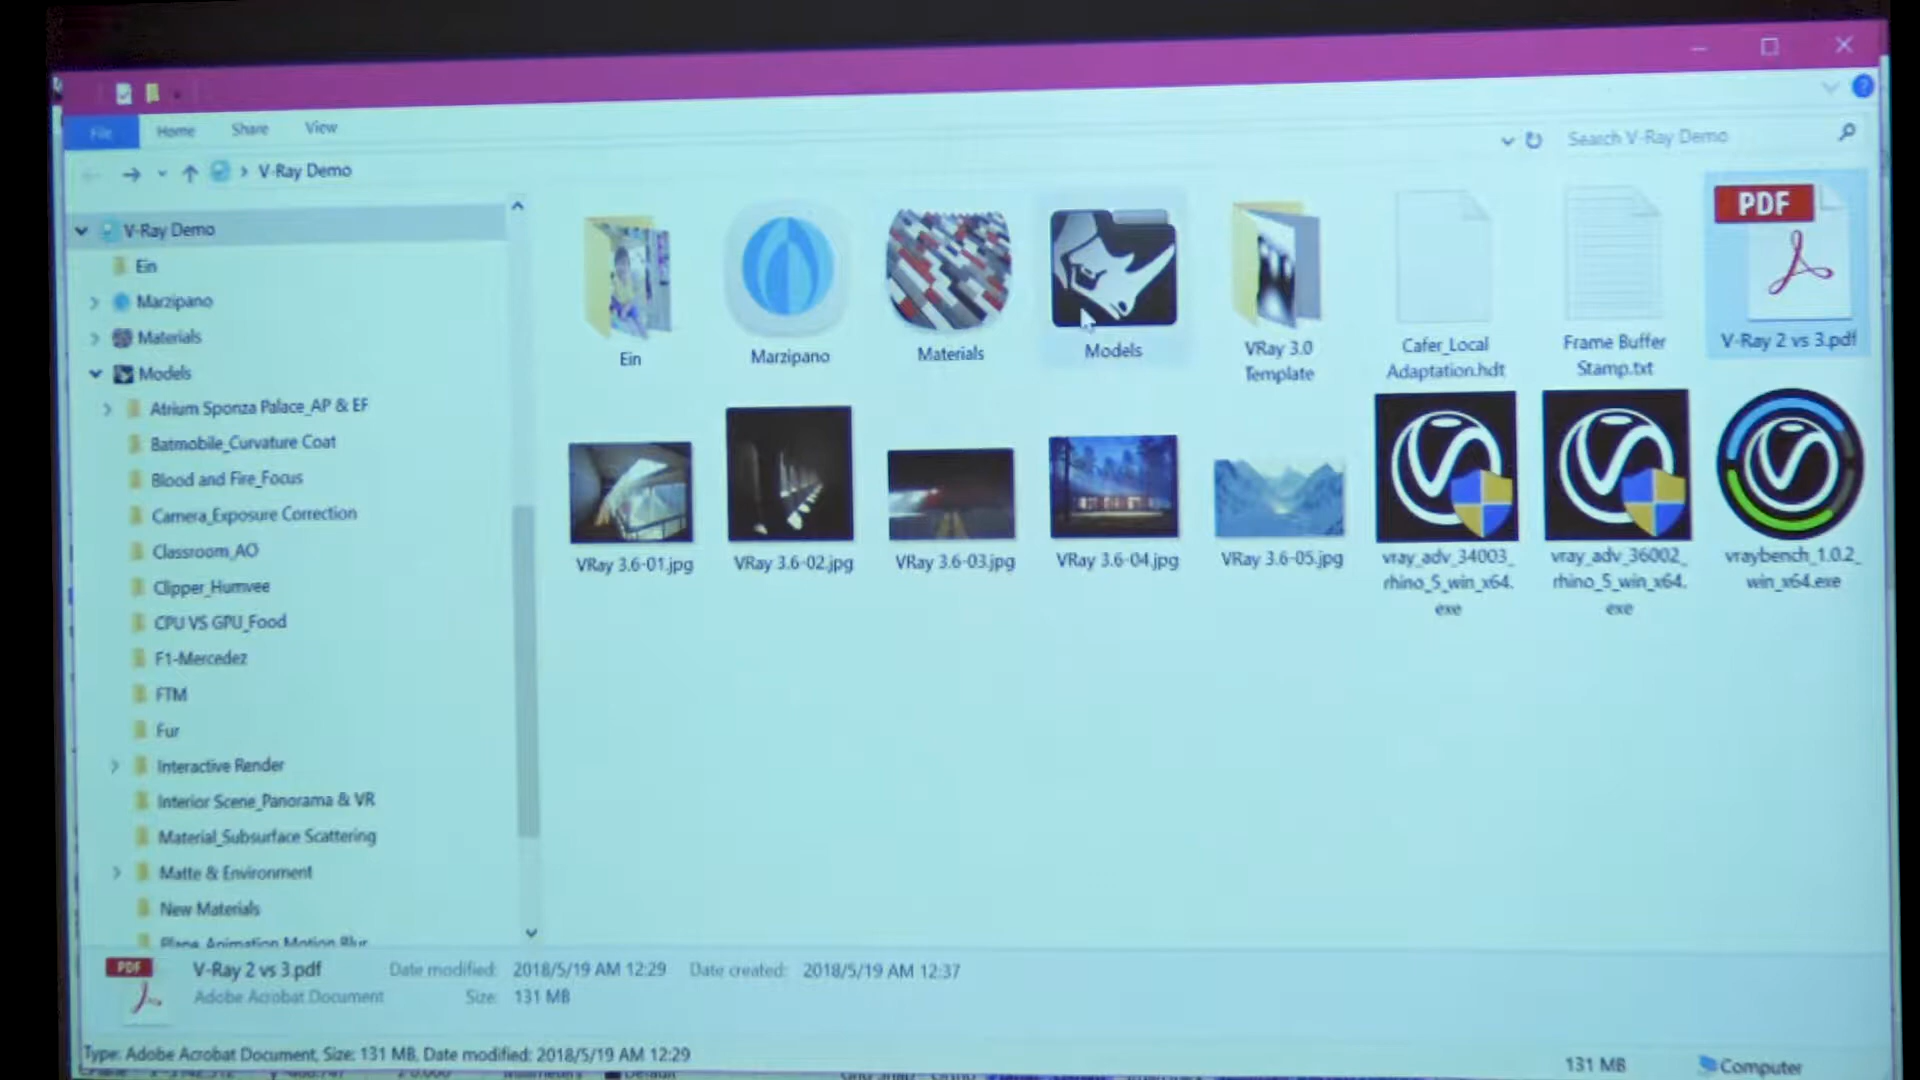 File
Home
Share
View
V-Ray Demo
Search V-Ray Demo
V-Ray Demo
Ein
Marzipano
Materials
Models
Atrium Sponza Palace_AP & EF
Batmobile_Curvature Coat
Blood and Fire_Focus
Camera_Exposure Correction
Classroom_AO
Clipper_Humvee
CPU VS GPU_Food
F1-Mercedez
FTM
Fur
Interactive Render
Interior Scene_Panorama & VR
Material_Subsurface Scattering
Matte & Environment
New Materials
Plane_Animation Motion Blur
Ein
Marzipano
Materials
Models
VRay 3.0
Template
Cafer_Local
Adaptation.hdt
Frame Buffer
Stamp.txt
PDF
V-Ray 2 vs 3.pdf
VRay 3.6-01.jpg
VRay 3.6-02.jpg
VRay 3.6-03.jpg
VRay 3.6-04.jpg
VRay 3.6-05.jpg
vray_adv_34003_
rhino_5_win_x64.
exe
vray_adv_36002_
rhino_5_win_x64.
exe
vraybench_1.0.2_
win_x64.exe
PDF
V-Ray 2 vs 3.pdf
Adobe Acrobat Document
Date modified: 2018/5/19 AM 12:29
Size: 131 MB
Date created: 2018/5/19 AM 12:37
Type: Adobe Acrobat Document, Size: 131 MB, Date modified: 2018/5/19 AM 12:29
131 MB
Computer